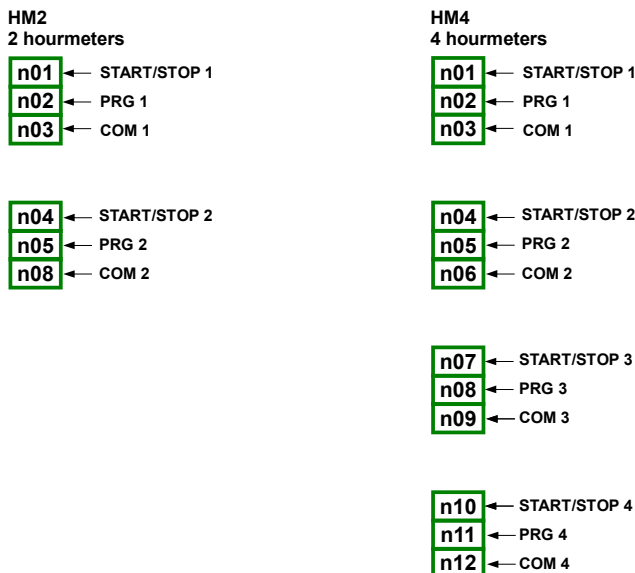 HM2
2 hourmeters
n01 START/STOP 1
n02 PRG 1
n03 COM 1
n04 START/STOP 2
n05 PRG 2
n08 COM 2
HM4
4 hourmeters
n01 START/STOP 1
n02 PRG 1
n03 COM 1
n04 START/STOP 2
n05 PRG 2
n06 COM 2
n07 START/STOP 3
n08 PRG 3
n09 COM 3
n10 START/STOP 4
n11 PRG 4
n12 COM 4